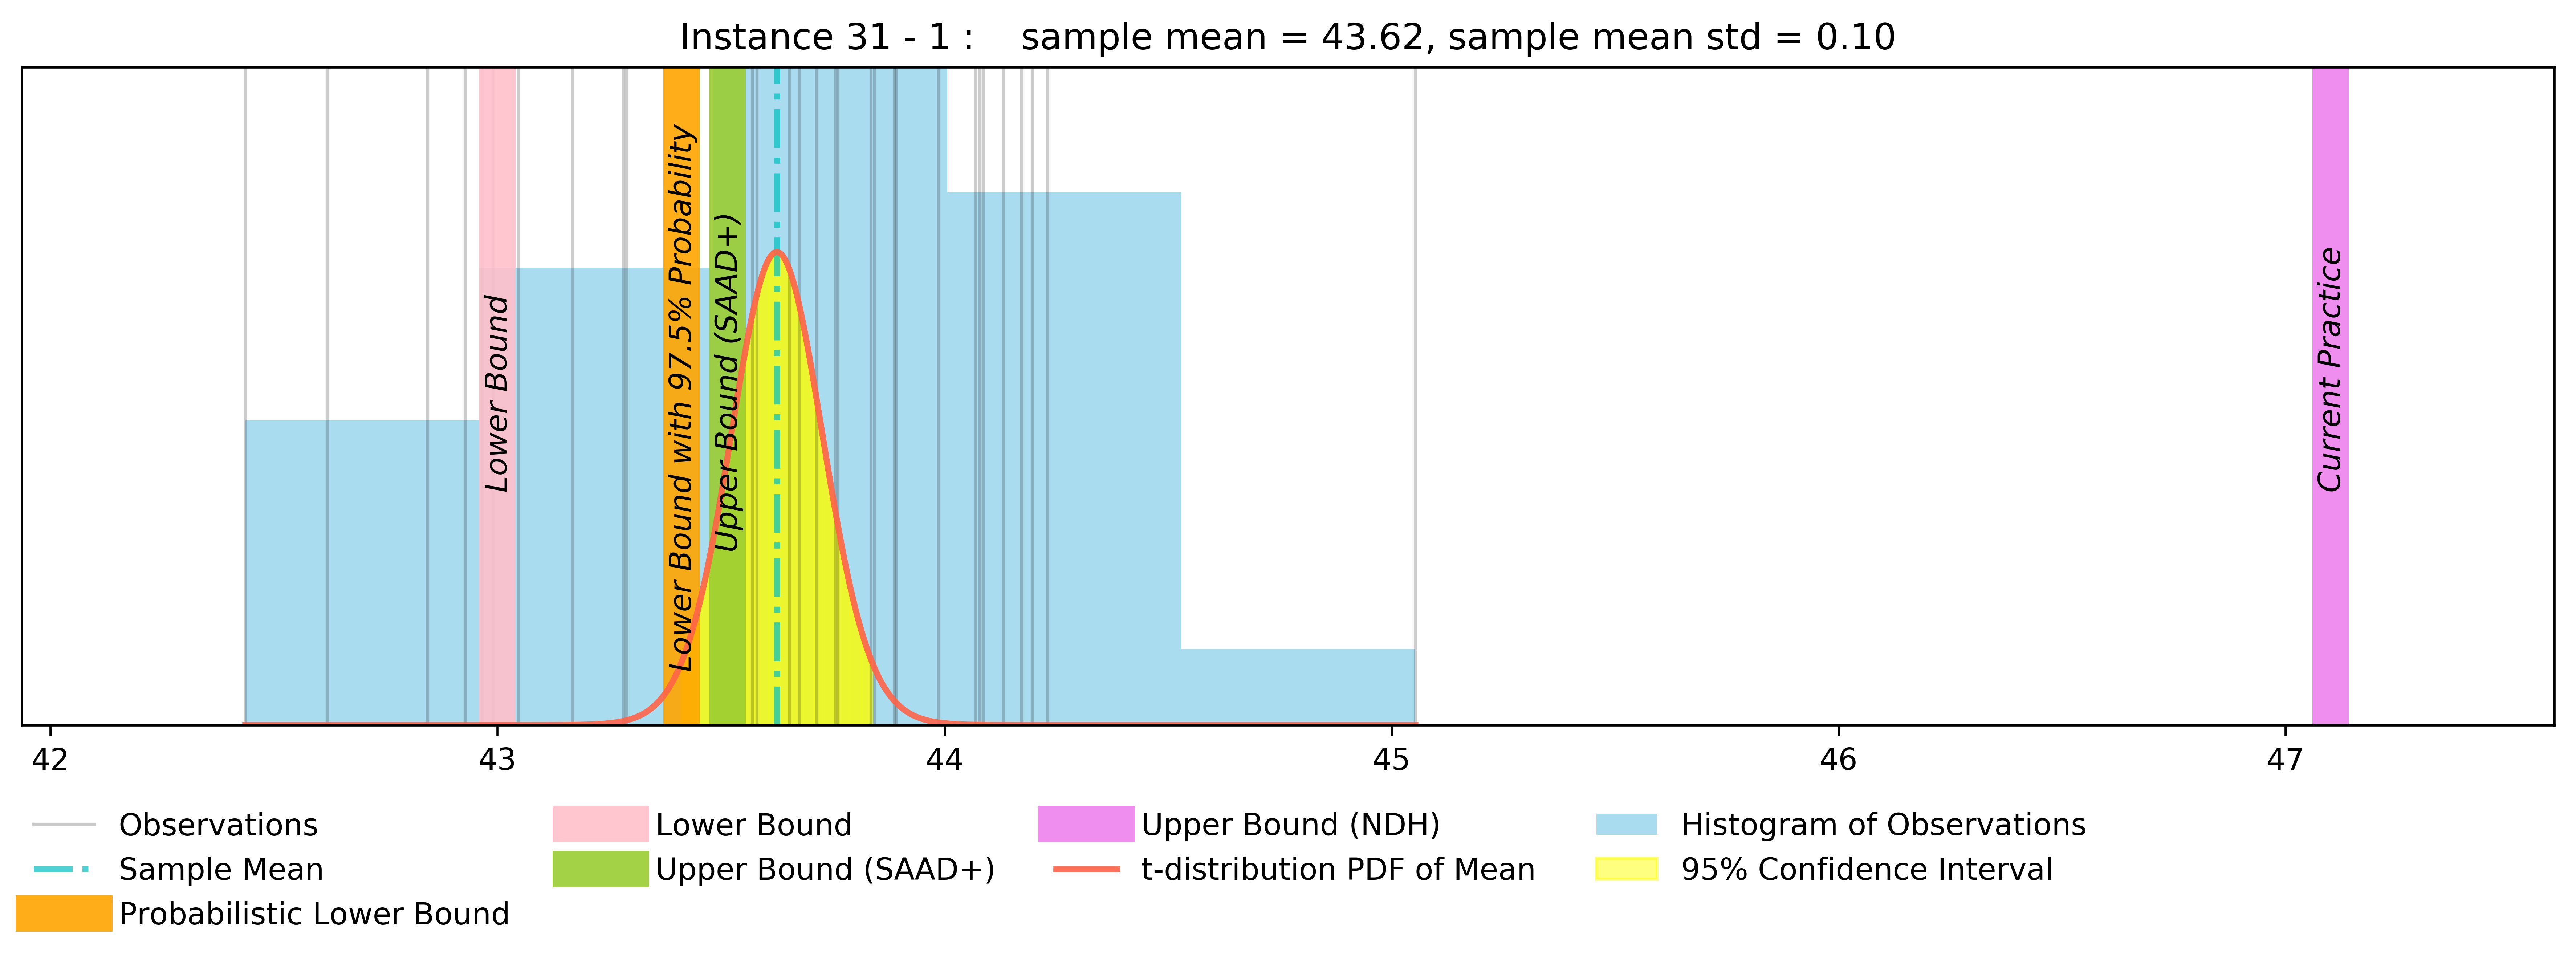 Instance 31 - 1 :    sample mean = 43.62, sample mean std = 0.10
Lower Bound
Lower Bound with 97.5% Probability
Upper Bound (SAAD+)
Current Practice
42 43 44 45 46 47
Observations
Sample Mean
Probabilistic Lower Bound
Lower Bound
Upper Bound (SAAD+)
Upper Bound (NDH)
t-distribution PDF of Mean
Histogram of Observations
95% Confidence Interval